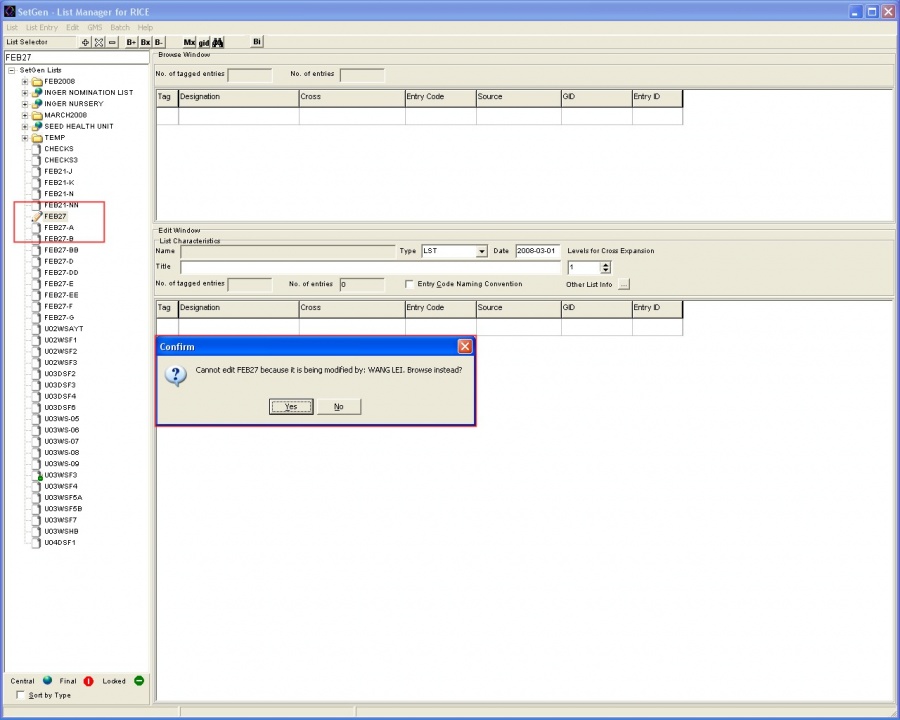 SetGen - List Manager for RICE
List List Entry Edit GMS Batch Help
List Selector B+ Bx B- Mx gid Bi
FEB27
SetGen Lists
FEB2008
INGER NOMINATION LIST
INGER NURSERY
MARCH2008
SEED HEALTH UNIT
TEMP
CHECKS
CHECKS3
FEB21-J
FEB21-K
FEB21-N
FEB21-NN
FEB27
FEB27-A
FEB27-B
FEB27-BB
FEB27-D
FEB27-DD
FEB27-E
FEB27-EE
FEB27-F
FEB27-G
U02WSAYT
U02WSF1
U02WSF2
U02WSF3
U03DSF2
U03DSF3
U03DSF4
U03DSF6
U03WS-05
U03WS-06
U03WS-07
U03WS-08
U03WS-09
U03WSF3
U03WSF4
U03WSF5A
U03WSF5B
U03WSF7
U03WSHB
U04DSF1
Central Final Locked
Sort by Type
Browse Window
No. of tagged entries No. of entries
Tag Designation Cross Entry Code Source GID Entry ID
Edit Window
List Characteristics
Name Type LST Date 2008-03-01 Levels for Cross Expansion
Title 1
No. of tagged entries No. of entries 0 Entry Code Naming Convention Other List Info ...
Tag Designation Cross Entry Code Source GID Entry ID
Confirm
Cannot edit FEB27 because it is being modified by: WANG LEI. Browse instead?
Yes No